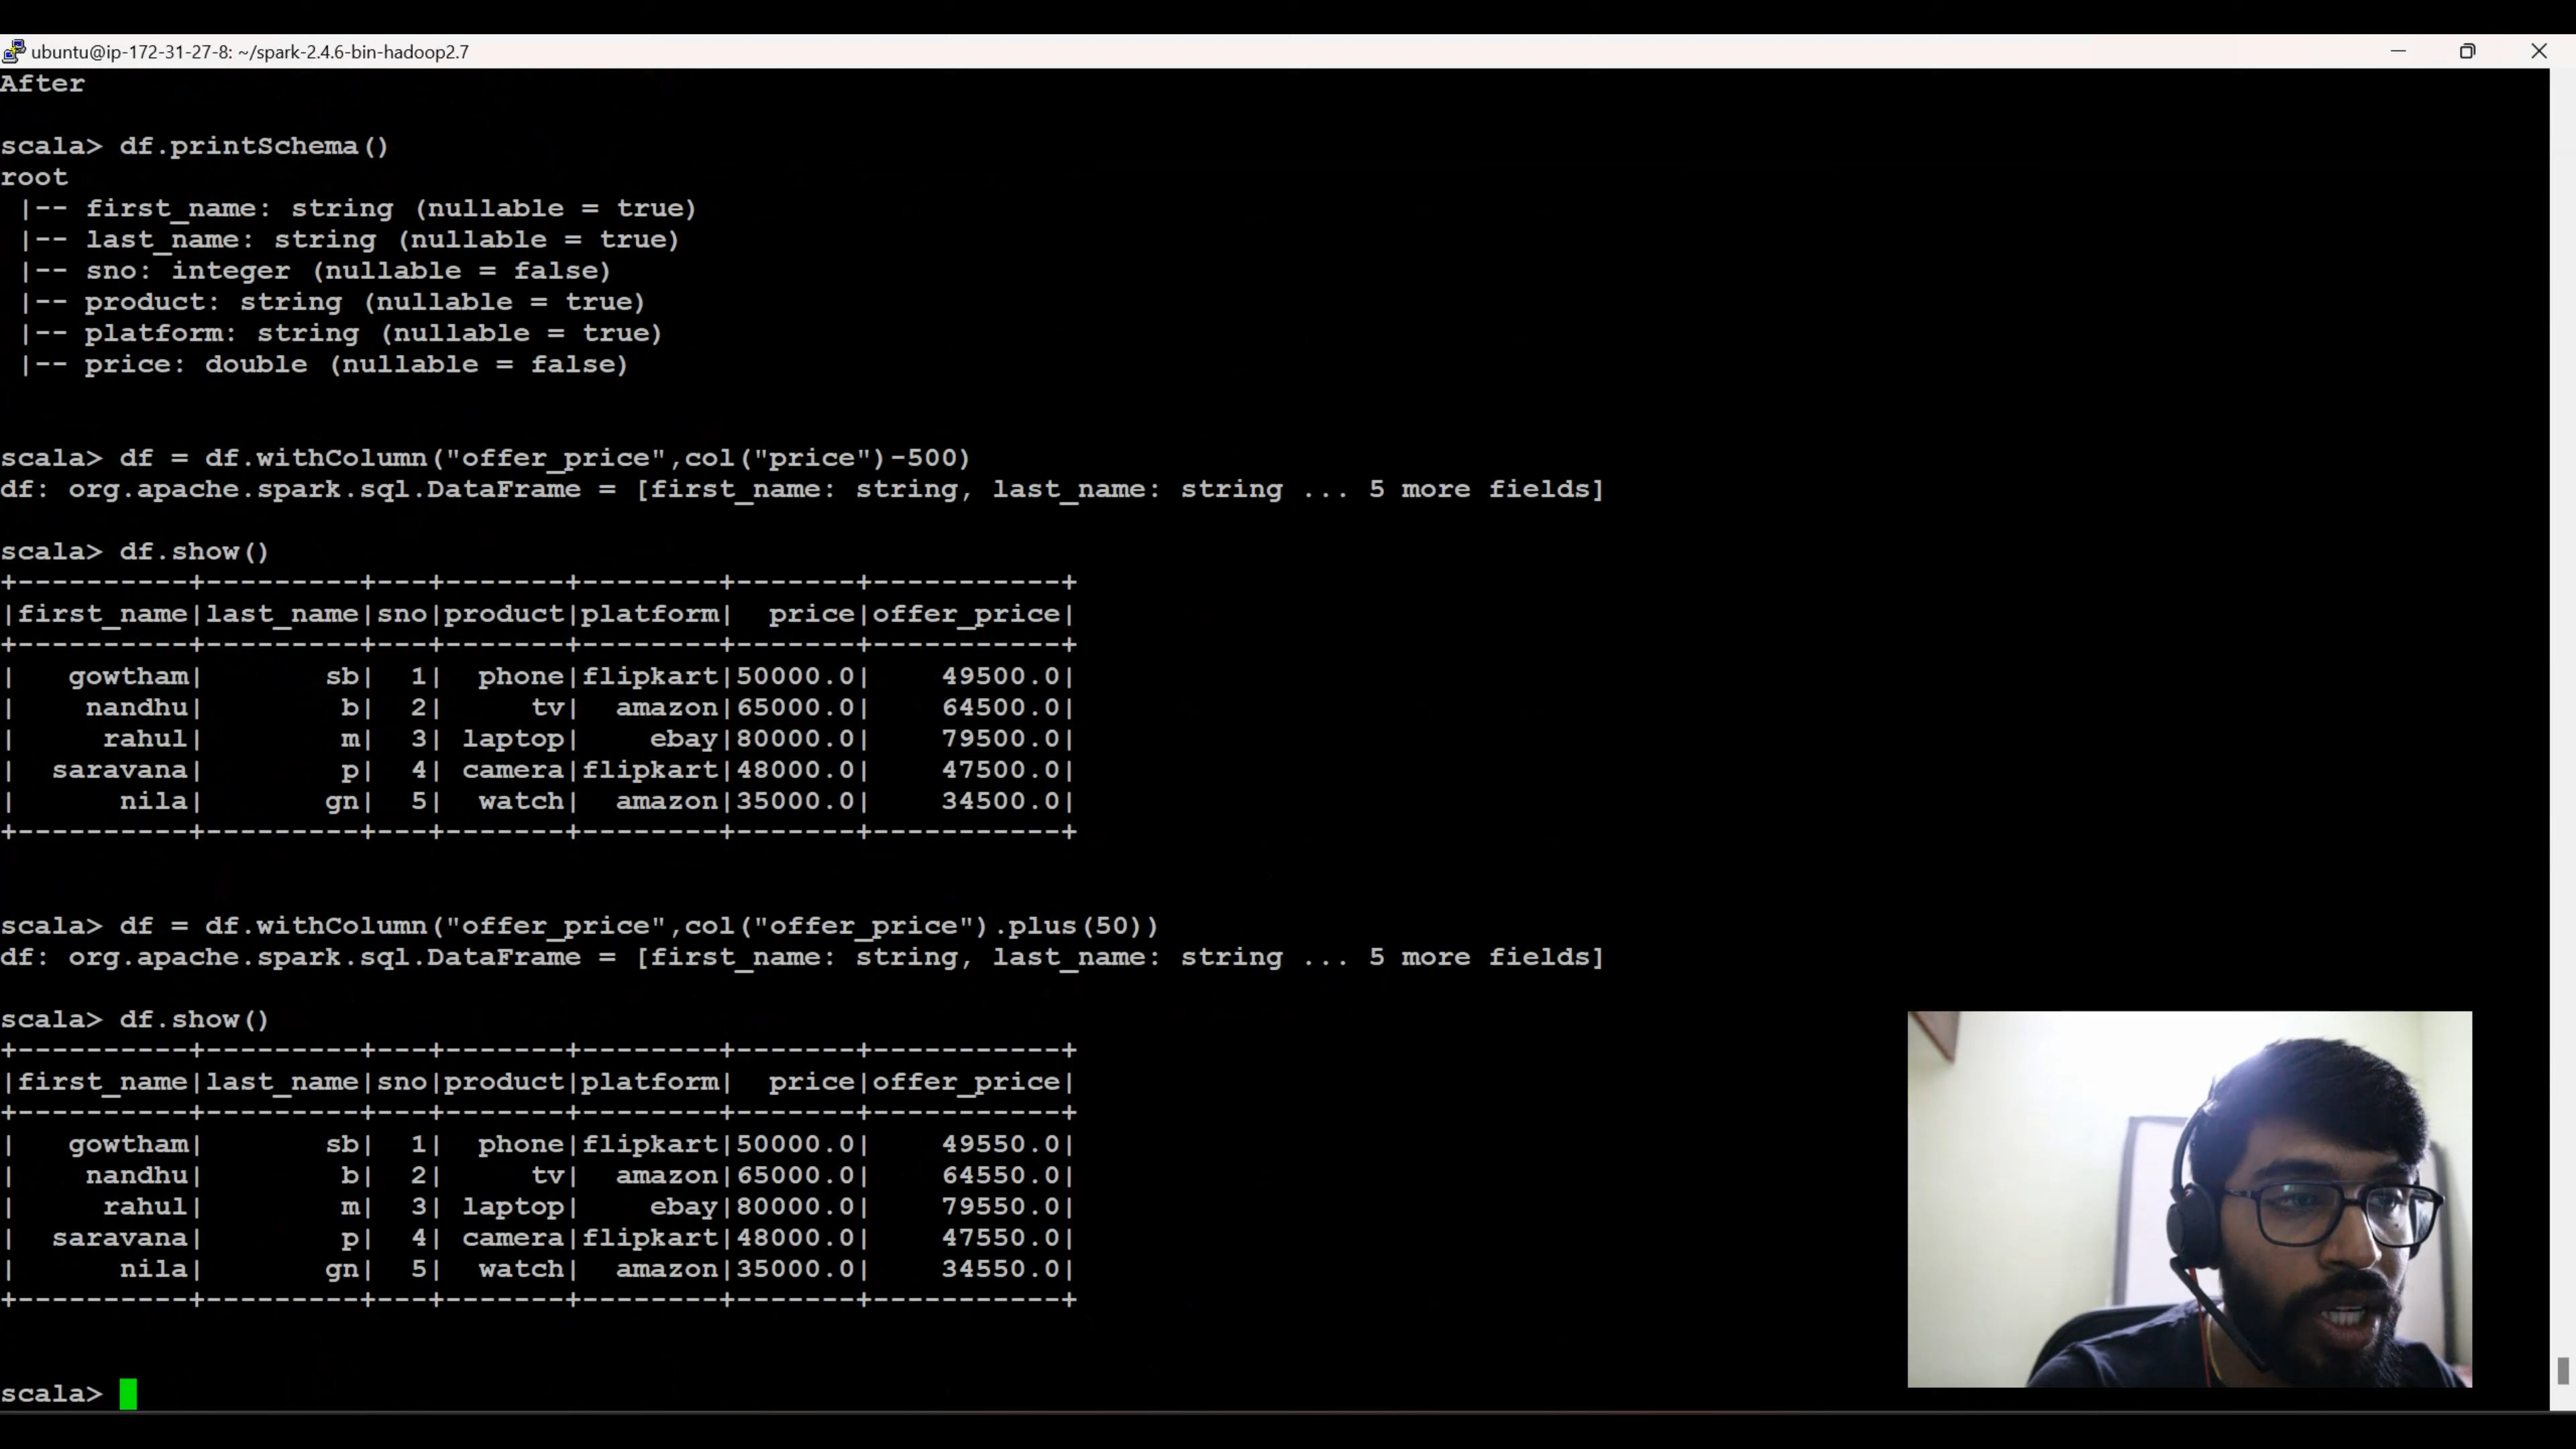 ubuntu@ip-172-31-27-8: ~/spark-2.4.6-bin-hadoop2.7
After
scala> df.printSchema()
root
 |-- first_name: string (nullable = true)
 |-- last_name: string (nullable = true)
 |-- sno: integer (nullable = false)
 |-- product: string (nullable = true)
 |-- platform: string (nullable = true)
 |-- price: double (nullable = false)
scala> df = df.withColumn("offer_price",col("price")-500)
df: org.apache.spark.sql.DataFrame = [first_name: string, last_name: string ... 5 more fields]
scala> df.show()
+----------+---------+---+-------+--------+-------+-----------+
|first_name|last_name|sno|product|platform|  price|offer_price|
+----------+---------+---+-------+--------+-------+-----------+
|   gowtham|       sb|  1|  phone|flipkart|50000.0|    49500.0|
|    nandhu|        b|  2|     tv|  amazon|65000.0|    64500.0|
|     rahul|        m|  3| laptop|    ebay|80000.0|    79500.0|
|  saravana|        p|  4| camera|flipkart|48000.0|    47500.0|
|      nila|       gn|  5|  watch|  amazon|35000.0|    34500.0|
+----------+---------+---+-------+--------+-------+-----------+
scala> df = df.withColumn("offer_price",col("offer_price").plus(50))
df: org.apache.spark.sql.DataFrame = [first_name: string, last_name: string ... 5 more fields]
scala> df.show()
+----------+---------+---+-------+--------+-------+-----------+
|first_name|last_name|sno|product|platform|  price|offer_price|
+----------+---------+---+-------+--------+-------+-----------+
|   gowtham|       sb|  1|  phone|flipkart|50000.0|    49550.0|
|    nandhu|        b|  2|     tv|  amazon|65000.0|    64550.0|
|     rahul|        m|  3| laptop|    ebay|80000.0|    79550.0|
|  saravana|        p|  4| camera|flipkart|48000.0|    47550.0|
|      nila|       gn|  5|  watch|  amazon|35000.0|    34550.0|
+----------+---------+---+-------+--------+-------+-----------+
scala>